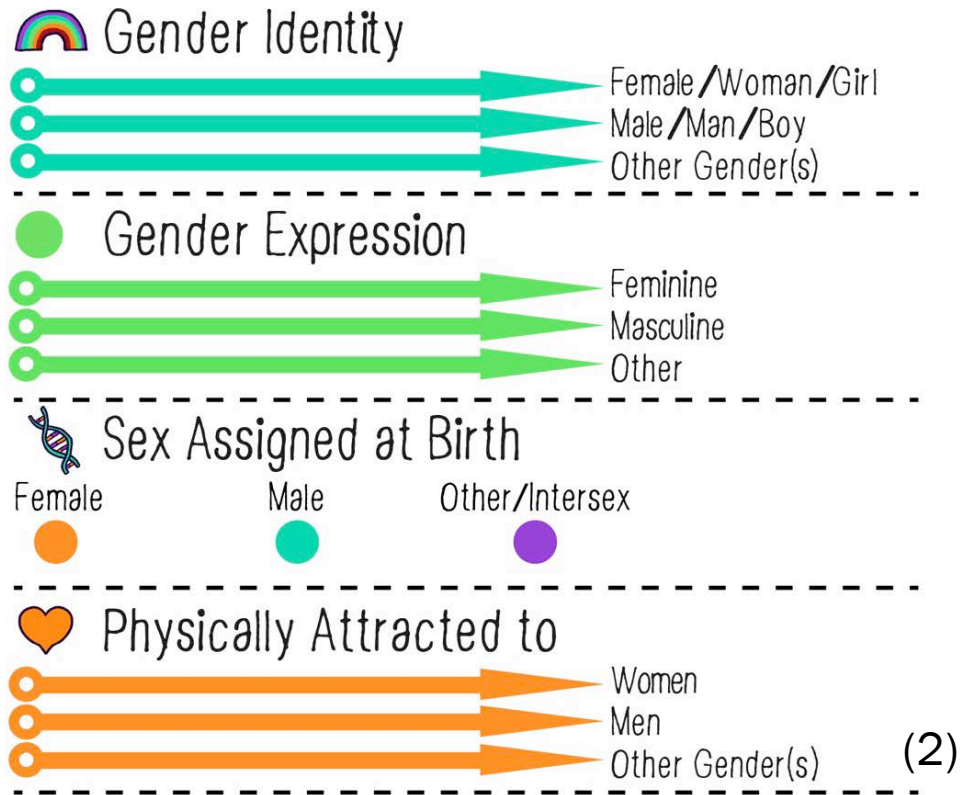 Gender Identity
Female/Woman/Girl
Male/Man/Boy
Other Gender(s)
Gender Expression
Feminine
Masculine
Other
Sex Assigned at Birth
Female Male Other/Intersex
Physically Attracted to
Women
Men
Other Gender(s) (2)